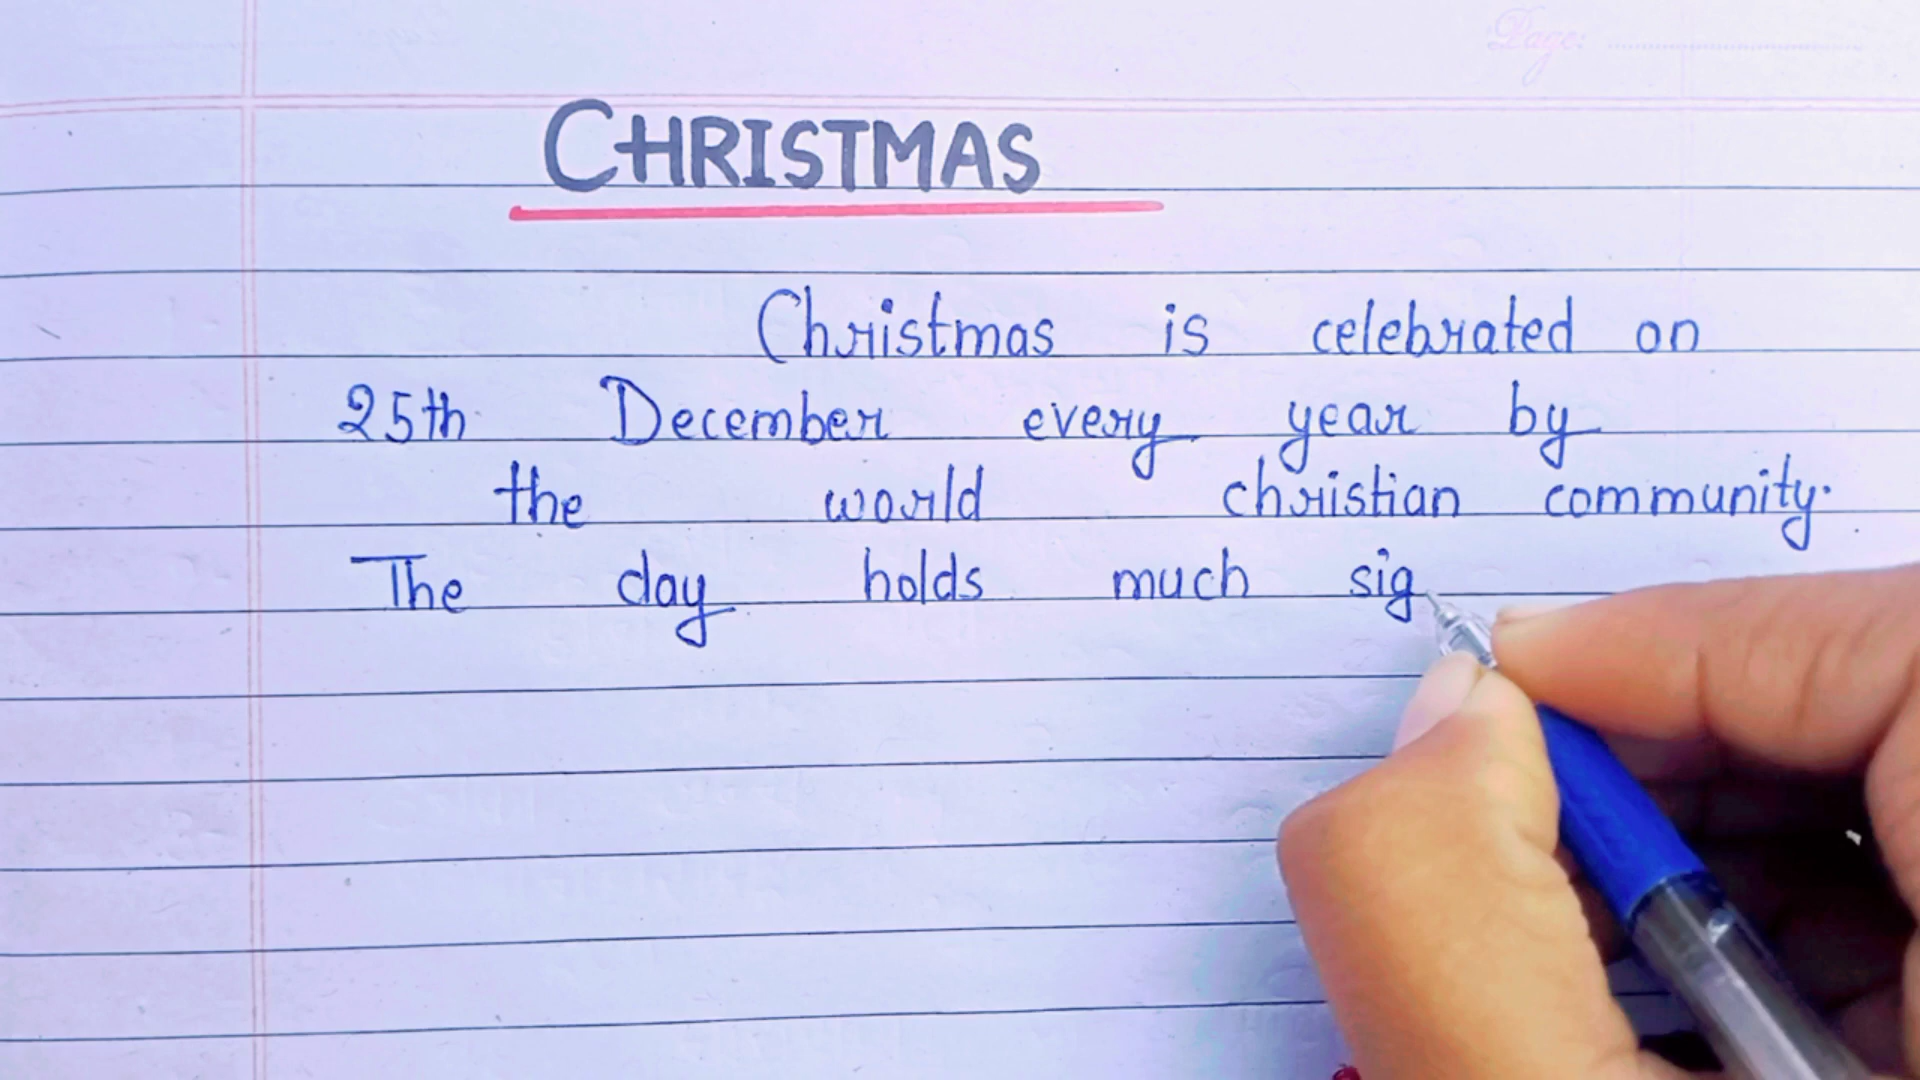 Page:
CHRISTMAS
Christmas is celebrated on
25th December every year by
the world christian community.
The day holds much sig